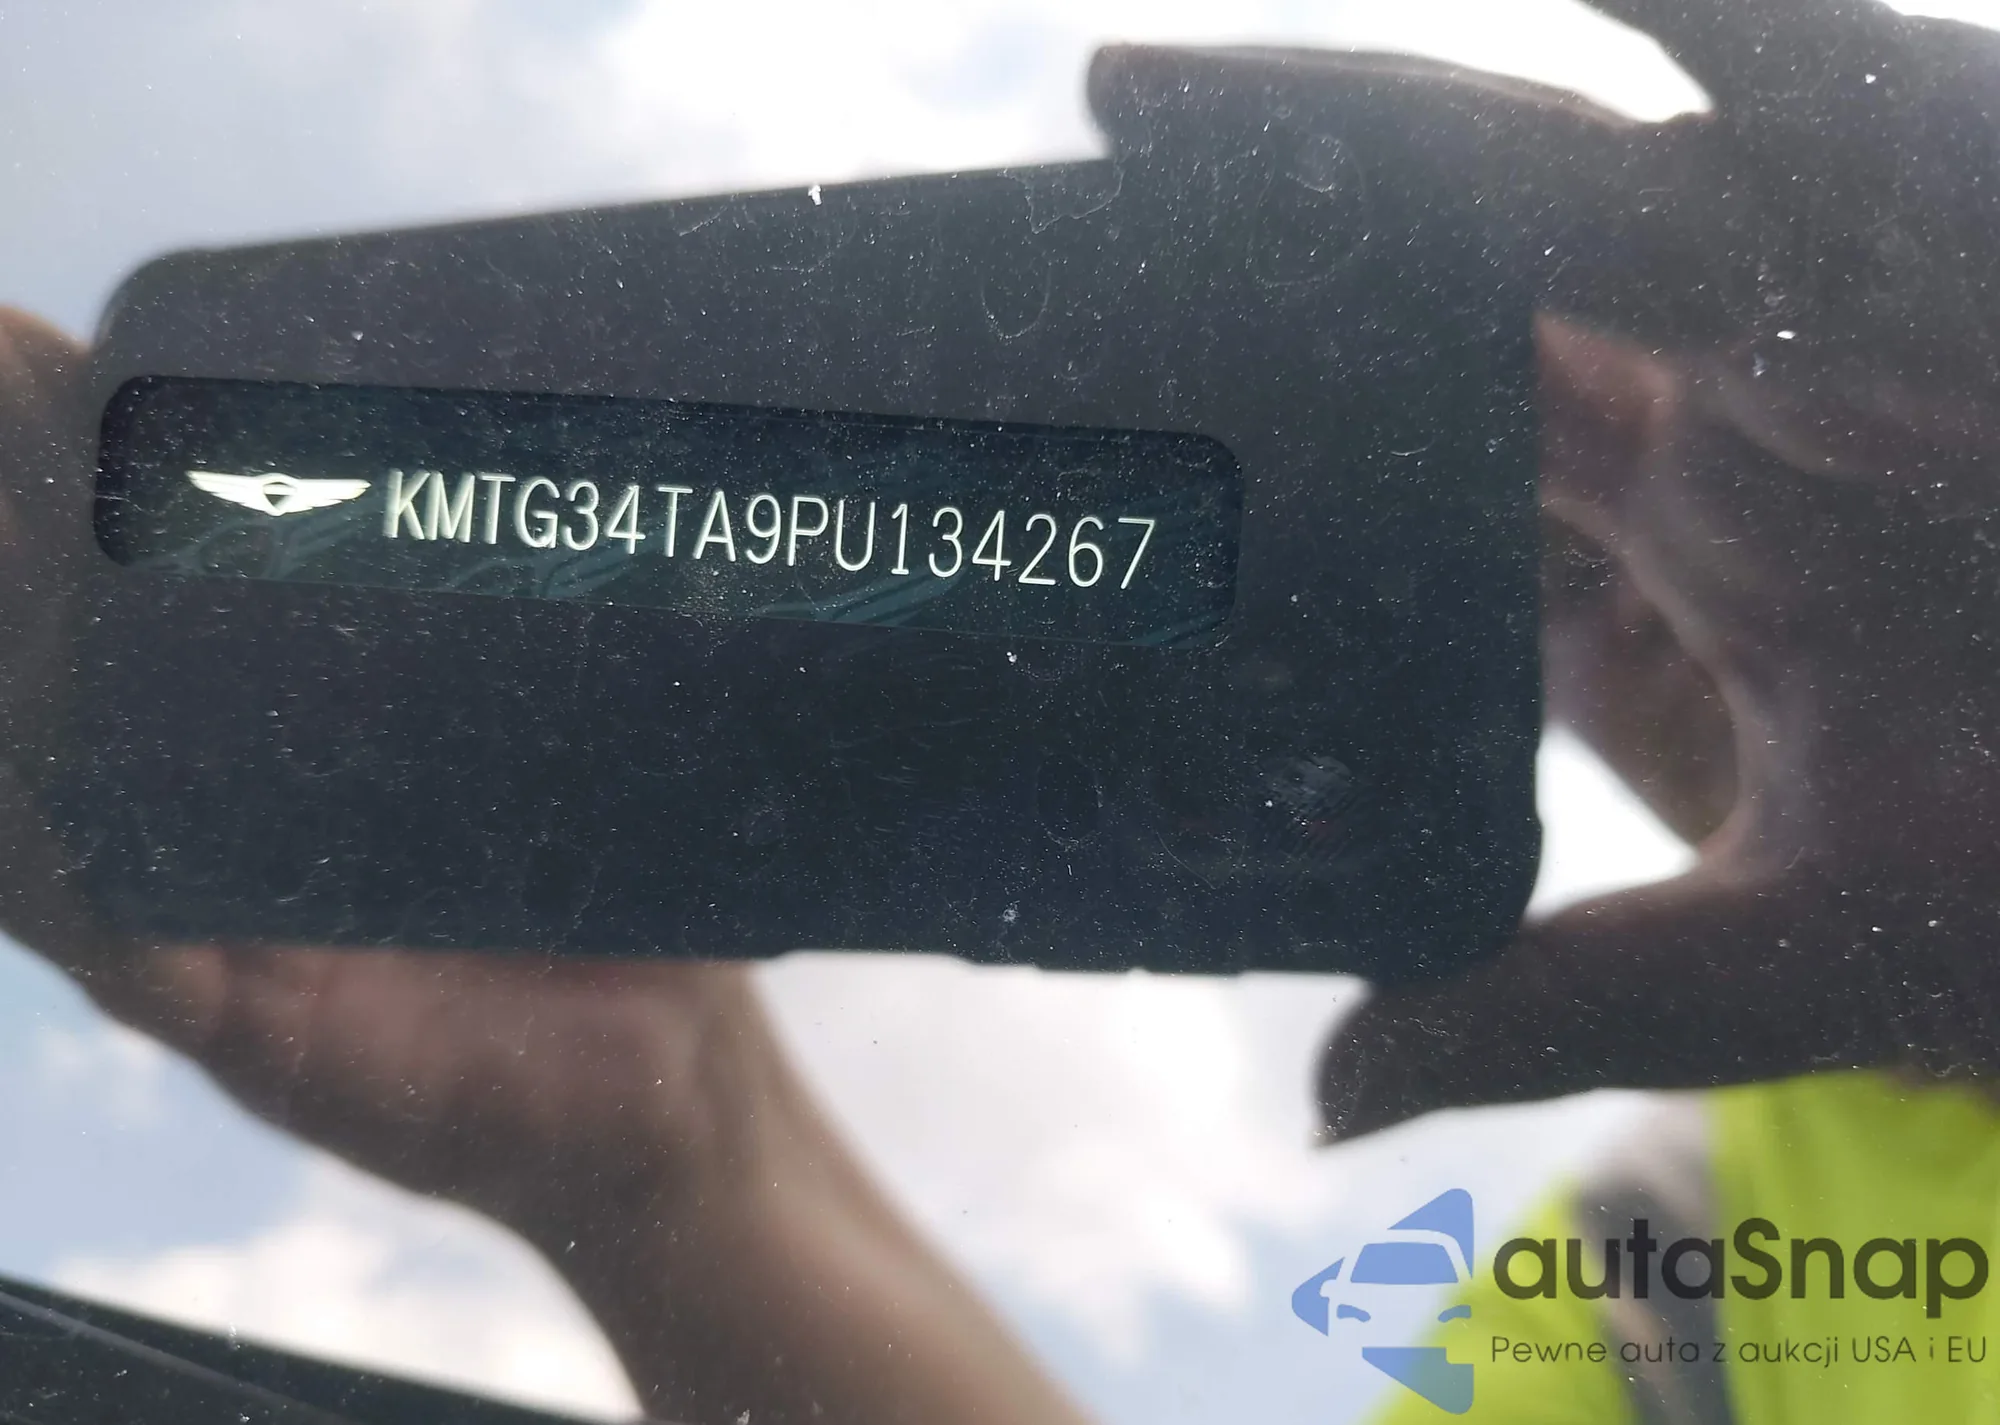 KMTG34TA9PU134267
autaSnap
Pewne auta z aukcji USA i EU